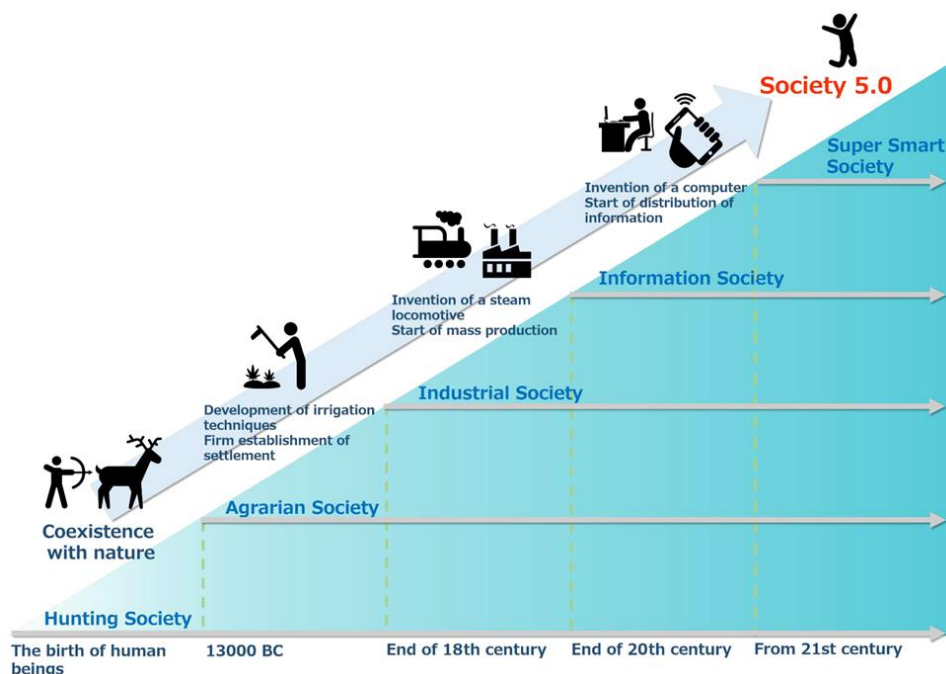 Society 5.0
Super Smart
Society
Invention of a computer
Start of distribution of
information
Information Society
Invention of a steam
locomotive
Start of mass production
Industrial Society
Development of irrigation
techniques
Firm establishment of
settlement
Agrarian Society
Coexistence
with nature
Hunting Society
The birth of human
beings
13000 BC
End of 18th century
End of 20th century
From 21st century